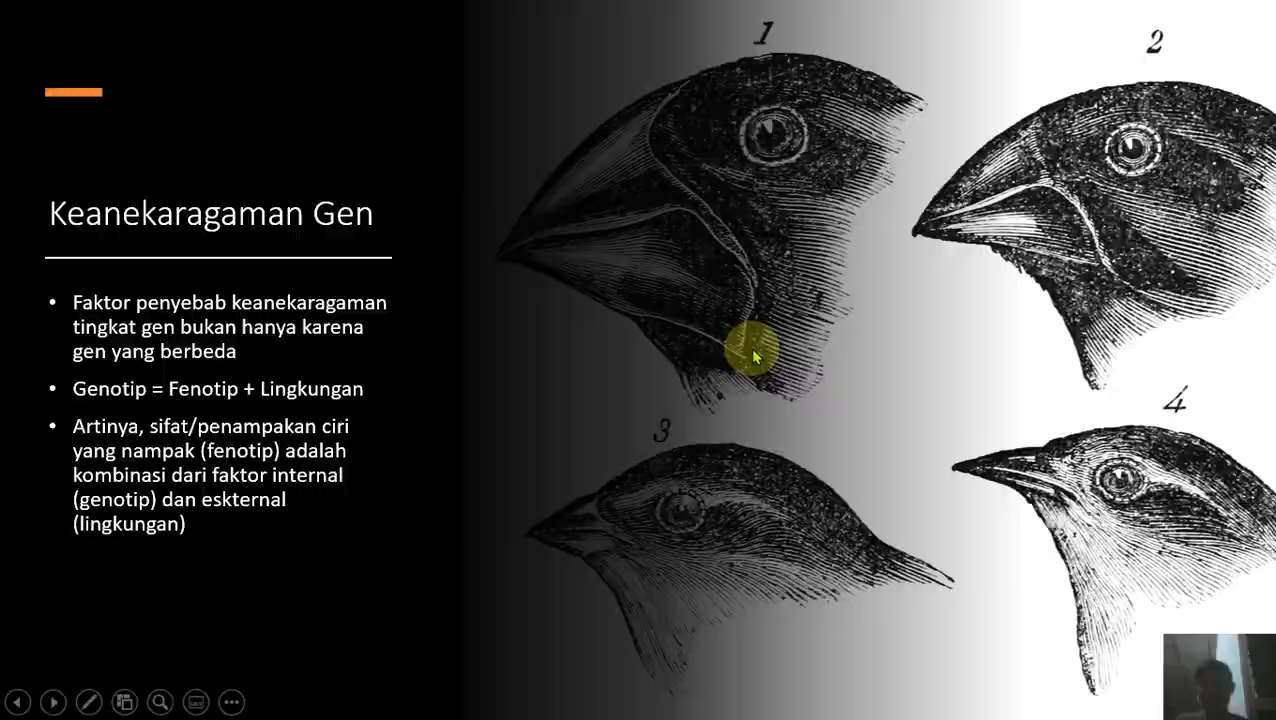 Keanekaragaman Gen
• Faktor penyebab keanekaragaman
tingkat gen bukan hanya karena
gen yang berbeda
• Genotip = Fenotip + Lingkungan
• Artinya, sifat/penampakan ciri
yang nampak (fenotip) adalah
kombinasi dari faktor internal
(genotip) dan eskternal
(lingkungan)
1
2
3
4